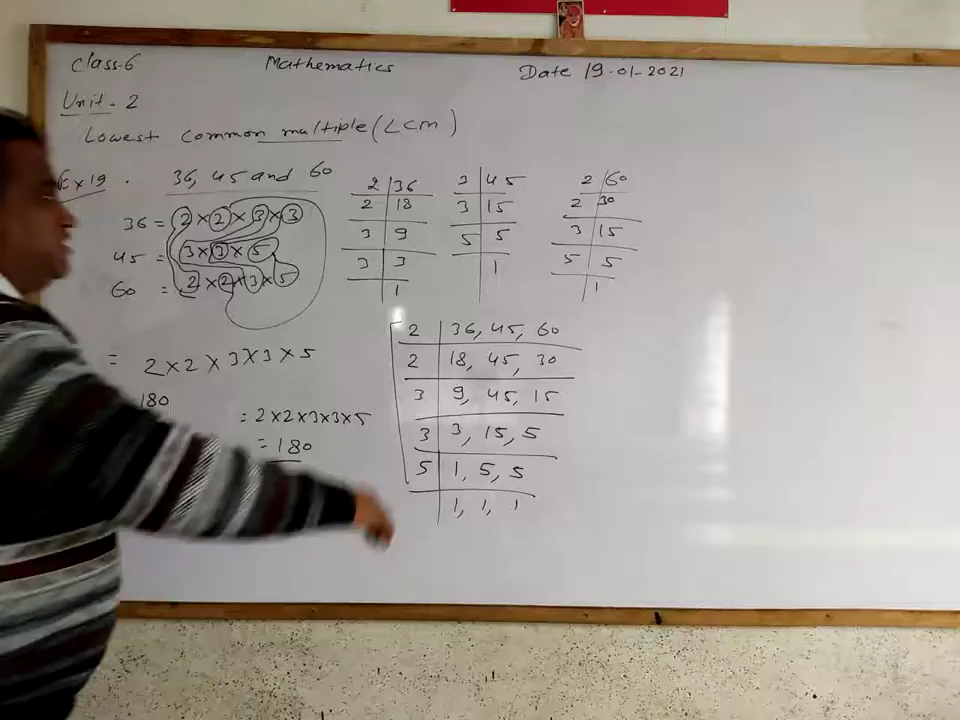 Class-6 Mathematics Date 19-01-2021
Unit-2
Lowest common multiple (LCM)
Ex 19. 36, 45 and 60
36 = 2×2×3×3
45 = 3×3×5
60 = 2×2×3×5
= 2×2×3×3×5
180
= 2×2×3×3×5
= 180
2 | 36
2 | 18
3 | 9
3 | 3
1
3 | 45
3 | 15
5 | 5
1
2 | 60
2 | 30
3 | 15
5 | 5
1
2 | 36, 45, 60
2 | 18, 45, 30
3 | 9, 45, 15
3 | 3, 15, 5
5 | 1, 5, 5
1, 1, 1